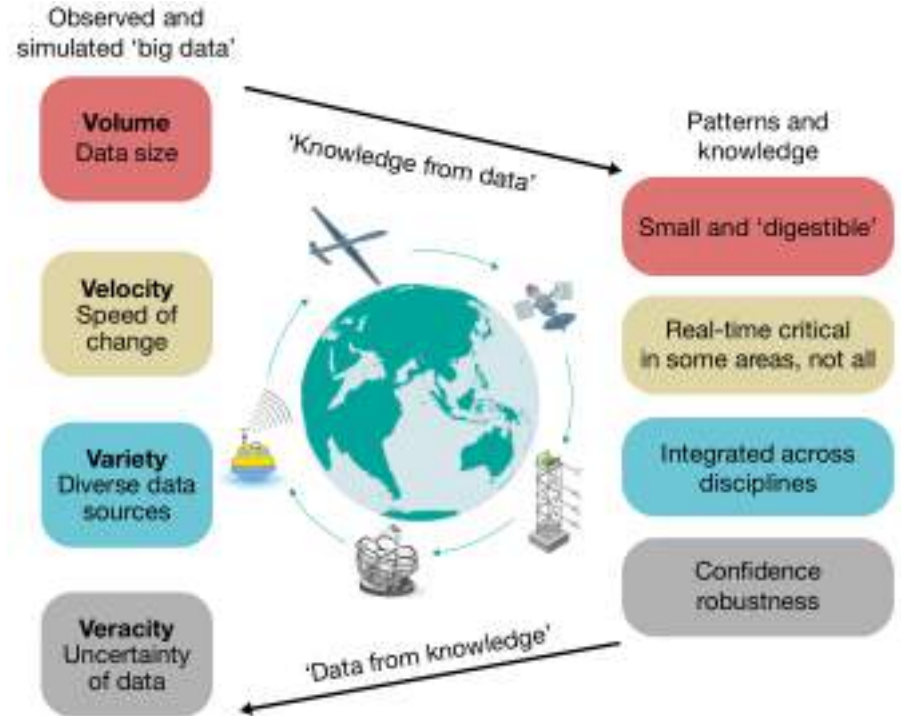 Observed and
simulated ‘big data’
Volume
Data size
Velocity
Speed of
change
Variety
Diverse data
sources
Veracity
Uncertainty
of data
‘Knowledge from data’
‘Data from knowledge’
Patterns and
knowledge
Small and ‘digestible’
Real-time critical
in some areas, not all
Integrated across
disciplines
Confidence
robustness